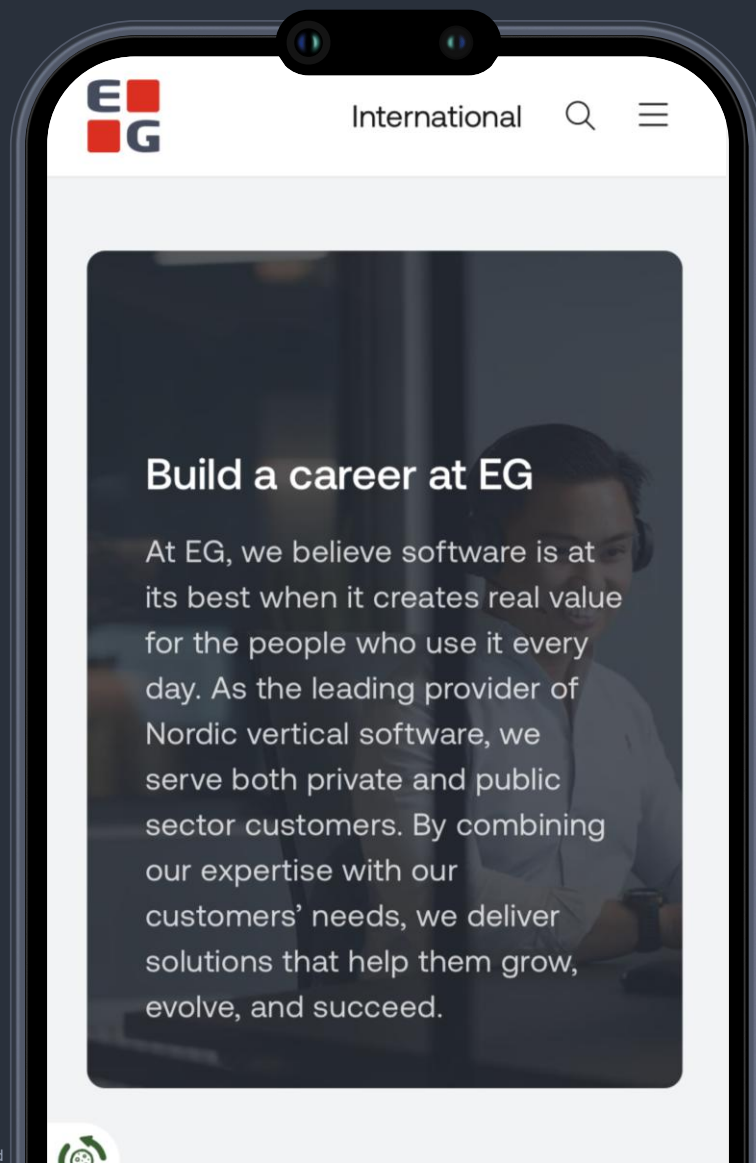 EG
International
Build a career at EG
At EG, we believe software is at
its best when it creates real value
for the people who use it every
day. As the leading provider of
Nordic vertical software, we
serve both private and public
sector customers. By combining
our expertise with our
customers’ needs, we deliver
solutions that help them grow,
evolve, and succeed.